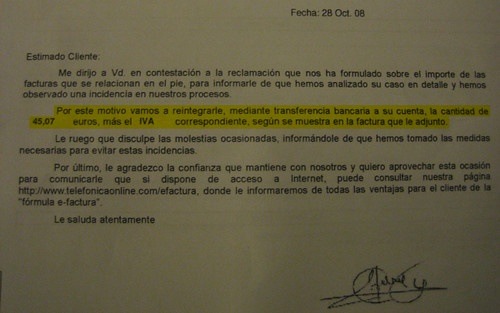 Fecha: 28 Oct. 08
Estimado Cliente:
Me dirijo a Vd. en contestación a la reclamación que nos ha formulado sobre el importe de las
facturas que se relacionan en el pie, para informarle de que hemos analizado su caso en detalle y hemos
observado una incidencia en nuestros procesos.
Por este motivo vamos a reintegrarle, mediante transferencia bancaria a su cuenta, la cantidad de
45,07 euros, más el IVA correspondiente, según se muestra en la factura que le adjunto.
Le ruego que disculpe las molestias ocasionadas, informándole de que hemos tomado las medidas
necesarias para evitar estas incidencias.
Por último, le agradezco la confianza que mantiene con nosotros y quiero aprovechar esta ocasión
para comunicarle que si dispone de acceso a Internet, puede consultar nuestra página
http://www.telefonicaonline.com/efactura, donde le informaremos de todas las ventajas para el cliente de la
"fórmula e-factura".
Le saluda atentamente